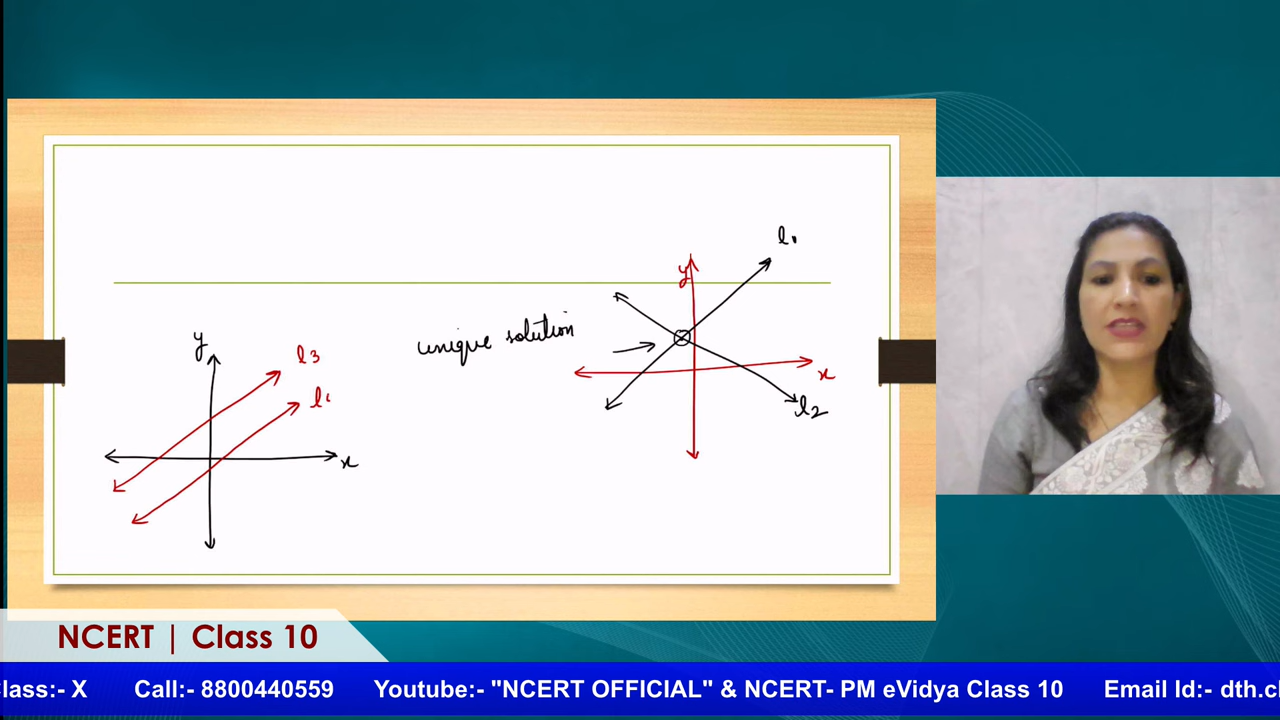 l1
y
unique solution
x
l2
y
l3
l1
x
NCERT | Class 10
lass:- X Call:- 8800440559 Youtube:- "NCERT OFFICIAL" & NCERT- PM eVidya Class 10 Email Id:- dth.cl